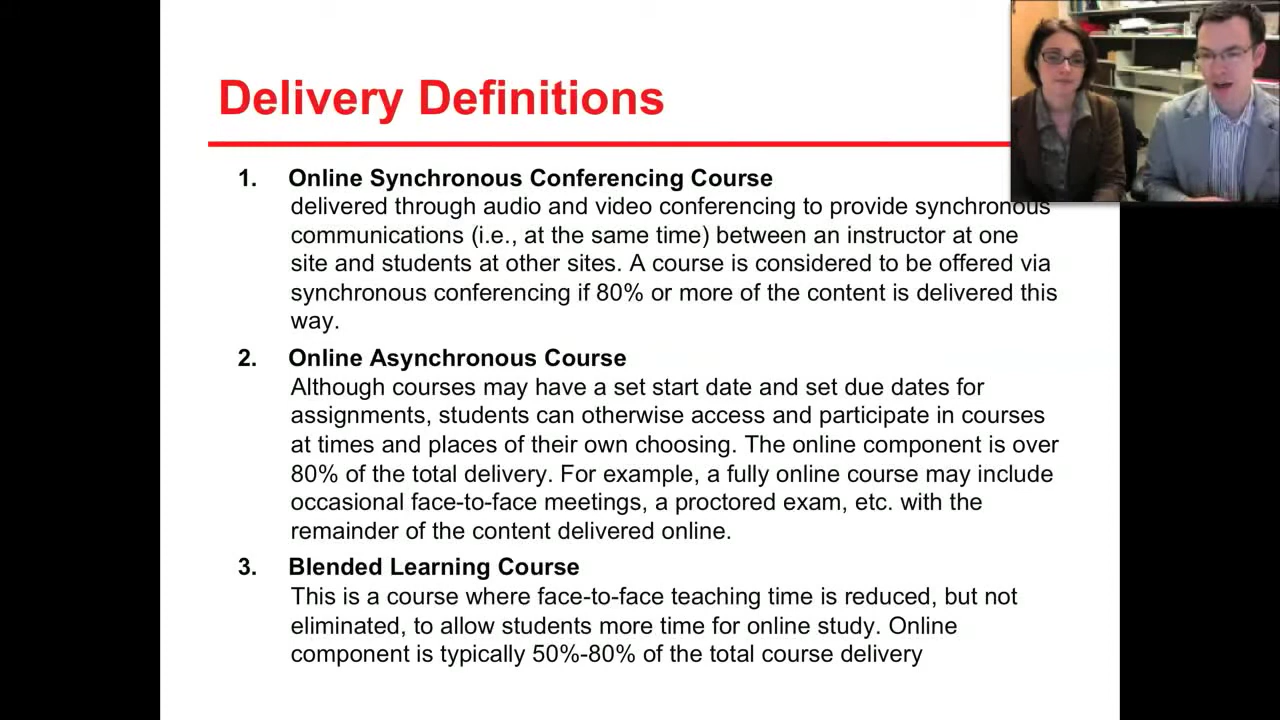 Delivery Definitions
1. Online Synchronous Conferencing Course
delivered through audio and video conferencing to provide synchronous
communications (i.e., at the same time) between an instructor at one
site and students at other sites. A course is considered to be offered via
synchronous conferencing if 80% or more of the content is delivered this
way.
2. Online Asynchronous Course
Although courses may have a set start date and set due dates for
assignments, students can otherwise access and participate in courses
at times and places of their own choosing. The online component is over
80% of the total delivery. For example, a fully online course may include
occasional face-to-face meetings, a proctored exam, etc. with the
remainder of the content delivered online.
3. Blended Learning Course
This is a course where face-to-face teaching time is reduced, but not
eliminated, to allow students more time for online study. Online
component is typically 50%-80% of the total course delivery